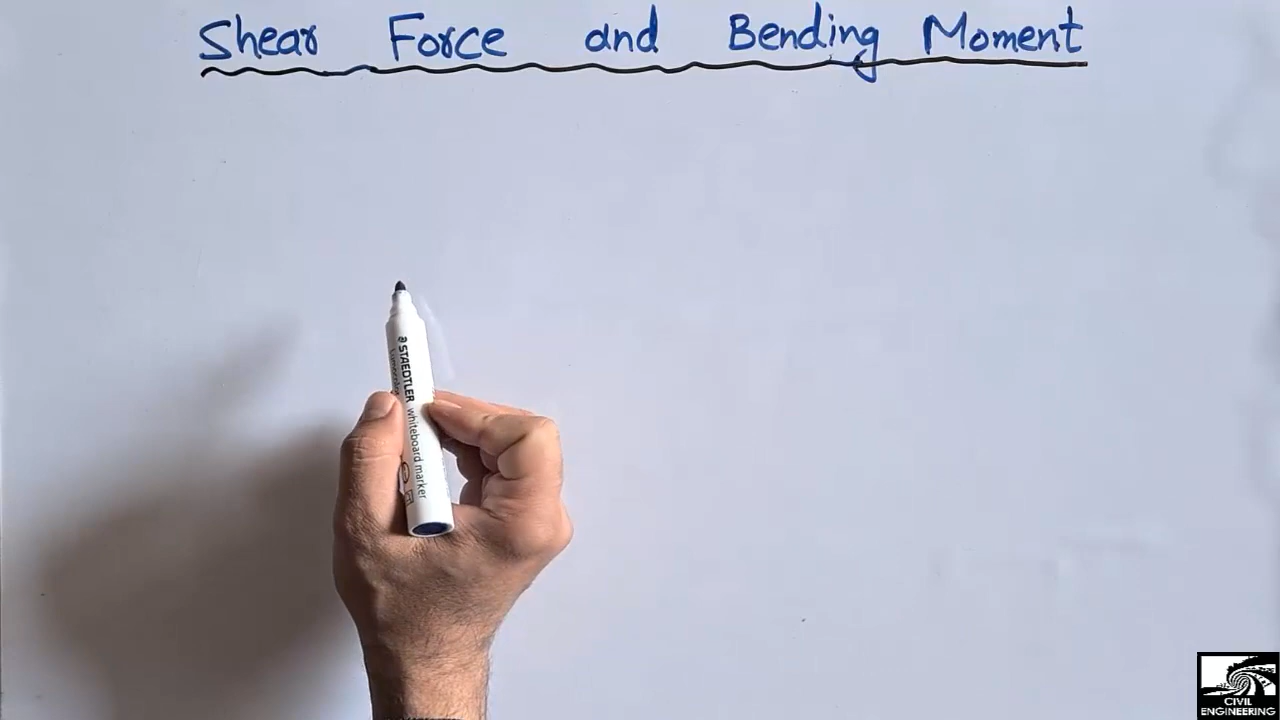 Shear Force and Bending Moment
STAEDTLER whiteboard marker
CIVIL
ENGINEERING